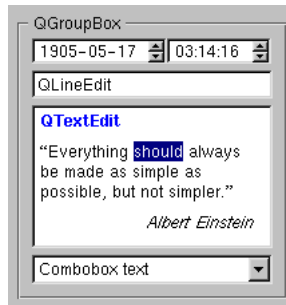 QGroupBox
1905-05-17 03:14:16
QLineEdit
QTextEdit
“Everything should always
be made as simple as
possible, but not simpler.”
Albert Einstein
Combobox text